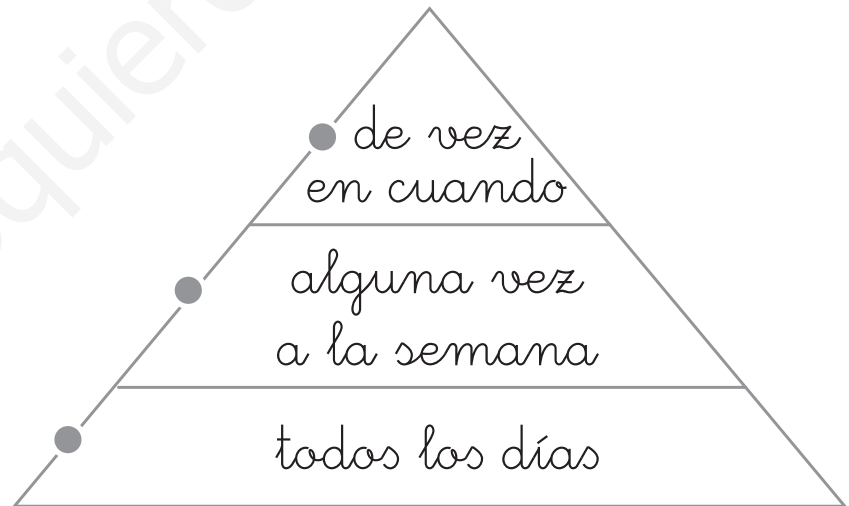 de vez
en cuando
alguna vez
a la semana
todos los días